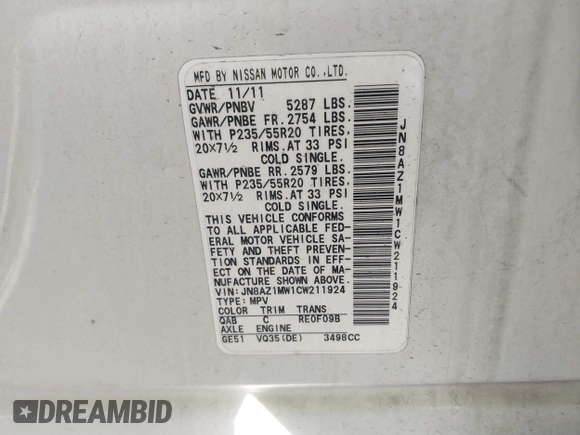 MFD BY NISSAN MOTOR CO.,LTD.
DATE 11/11
GVWR/PNBV 5287 LBS.
GAWR/PNBE FR. 2754 LBS.
WITH P235/55R20 TIRES,
20×7½ RIMS.AT 33 PSI
COLD SINGLE.
GAWR/PNBE RR. 2579 LBS.
WITH P235/55R20 TIRES,
20×7½ RIMS.AT 33 PSI
COLD SINGLE.
THIS VEHICLE CONFORMS
TO ALL APPLICABLE FED-
ERAL MOTOR VEHICLE SA-
FETY AND THEFT PREVEN-
TION STANDARDS IN EFF-
ECT ON THE DATE OF MA-
NUFACTURE SHOWN ABOVE.
VIN: JN8AZ1MW1CW211924
TYPE: MPV
COLOR TRIM TRANS
QAB C RE0F09B
AXLE ENGINE
GE51 VQ35(DE) 3498CC
JN8AZ1MW1CW211924
DREAMBID